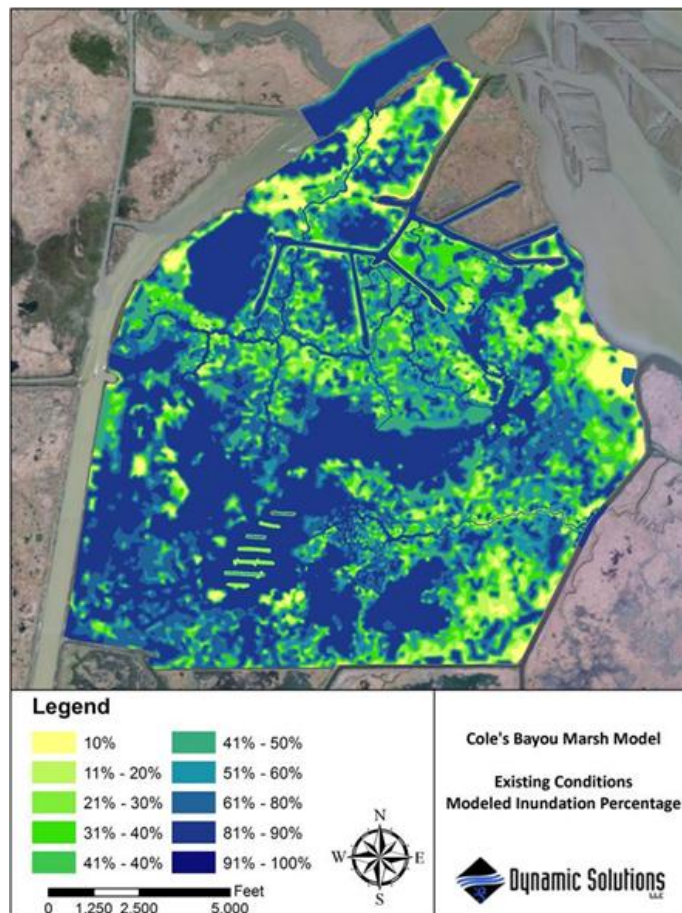 Legend
10%
11% - 20%
21% - 30%
31% - 40%
41% - 40%
41% - 50%
51% - 60%
61% - 80%
81% - 90%
91% - 100%
Feet
0 1,250 2,500 5,000
N
W E
S
Cole's Bayou Marsh Model
Existing Conditions
Modeled Inundation Percentage
Dynamic Solutions
LLC